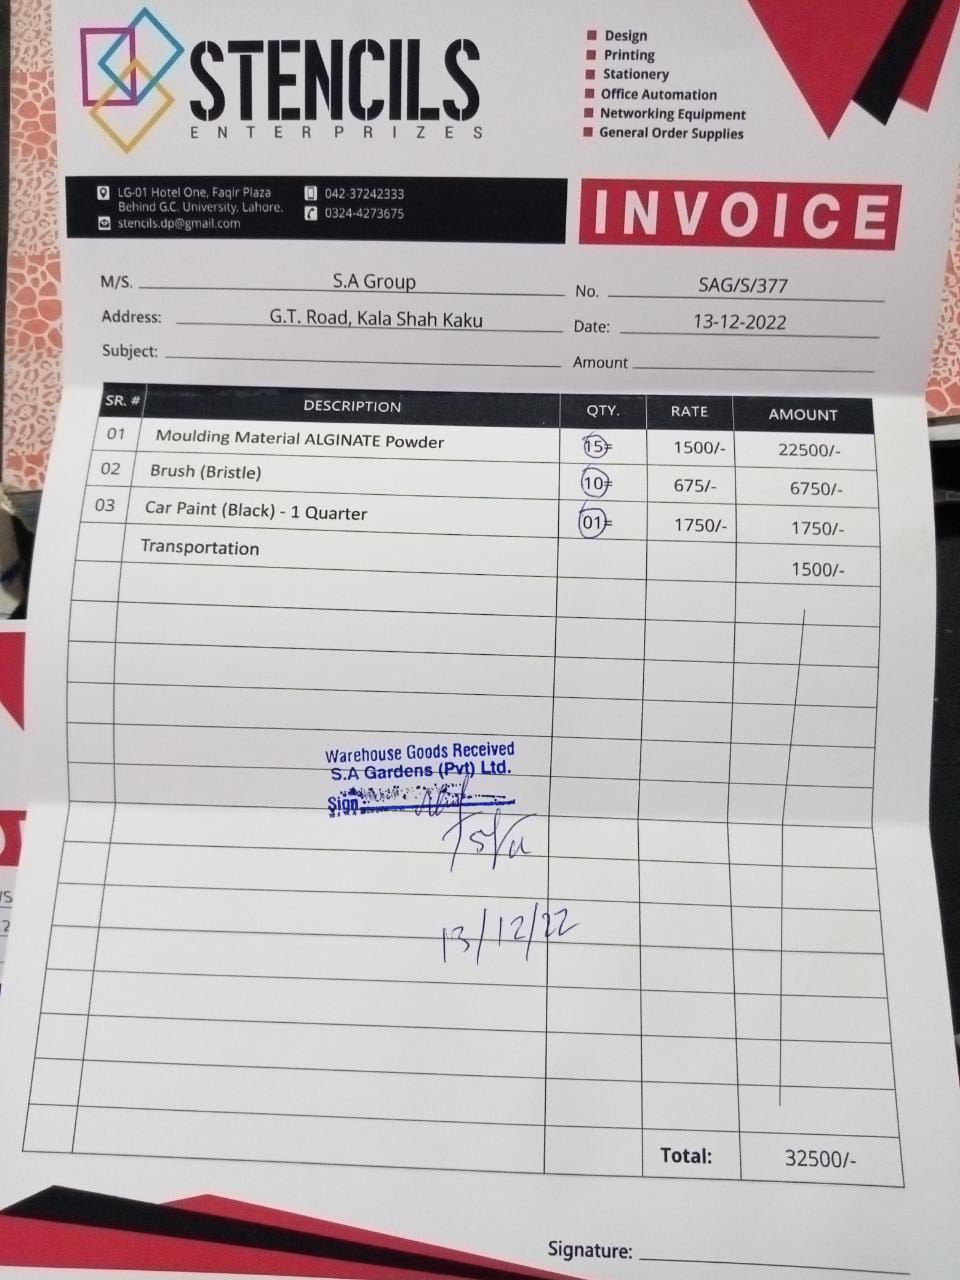 STENCILS
ENTERPRIZES
Design
Printing
Stationery
Office Automation
Networking Equipment
General Order Supplies
LG-01 Hotel One, Faqir Plaza
Behind G.C. University, Lahore.
stencils.dp@gmail.com
042-37242333
0324-4273675
INVOICE
M/S. S.A Group
No. SAG/S/377
Address: G.T. Road, Kala Shah Kaku
Date: 13-12-2022
Subject:
Amount
SR. # DESCRIPTION QTY. RATE AMOUNT
01 Moulding Material ALGINATE Powder 15 1500/- 22500/-
02 Brush (Bristle) 10 675/- 6750/-
03 Car Paint (Black) - 1 Quarter 01 1750/- 1750/-
Transportation 1500/-
Warehouse Goods Received
S.A Gardens (Pvt) Ltd.
Sign
13/12/22
Total: 32500/-
Signature: